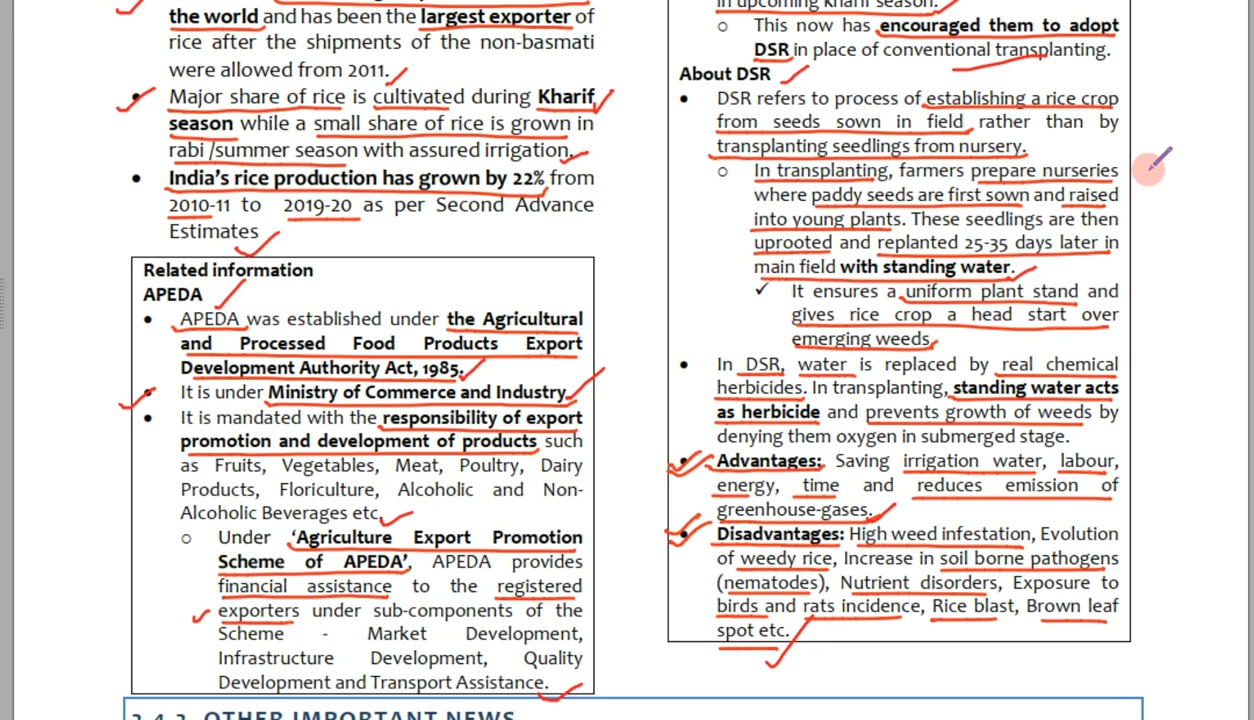 the world and has been the largest exporter of
rice after the shipments of the non-basmati
were allowed from 2011.
• Major share of rice is cultivated during Kharif
season while a small share of rice is grown in
rabi /summer season with assured irrigation.
• India's rice production has grown by 22% from
2010-11 to 2019-20 as per Second Advance
Estimates
Related information
APEDA
• APEDA was established under the Agricultural
and Processed Food Products Export
Development Authority Act, 1985.
• It is under Ministry of Commerce and Industry.
• It is mandated with the responsibility of export
promotion and development of products such
as Fruits, Vegetables, Meat, Poultry, Dairy
Products, Floriculture, Alcoholic and Non-
Alcoholic Beverages etc.
o Under 'Agriculture Export Promotion
Scheme of APEDA', APEDA provides
financial assistance to the registered
exporters under sub-components of the
Scheme - Market Development,
Infrastructure Development, Quality
Development and Transport Assistance.
in upcoming kharif season.
o This now has encouraged them to adopt
DSR in place of conventional transplanting.
About DSR
• DSR refers to process of establishing a rice crop
from seeds sown in field rather than by
transplanting seedlings from nursery.
o In transplanting, farmers prepare nurseries
where paddy seeds are first sown and raised
into young plants. These seedlings are then
uprooted and replanted 25-35 days later in
main field with standing water.
✓ It ensures a uniform plant stand and
gives rice crop a head start over
emerging weeds.
• In DSR, water is replaced by real chemical
herbicides. In transplanting, standing water acts
as herbicide and prevents growth of weeds by
denying them oxygen in submerged stage.
• Advantages: Saving irrigation water, labour,
energy, time and reduces emission of
greenhouse-gases.
• Disadvantages: High weed infestation, Evolution
of weedy rice, Increase in soil borne pathogens
(nematodes), Nutrient disorders, Exposure to
birds and rats incidence, Rice blast, Brown leaf
spot etc.
3.4.3. OTHER IMPORTANT NEWS